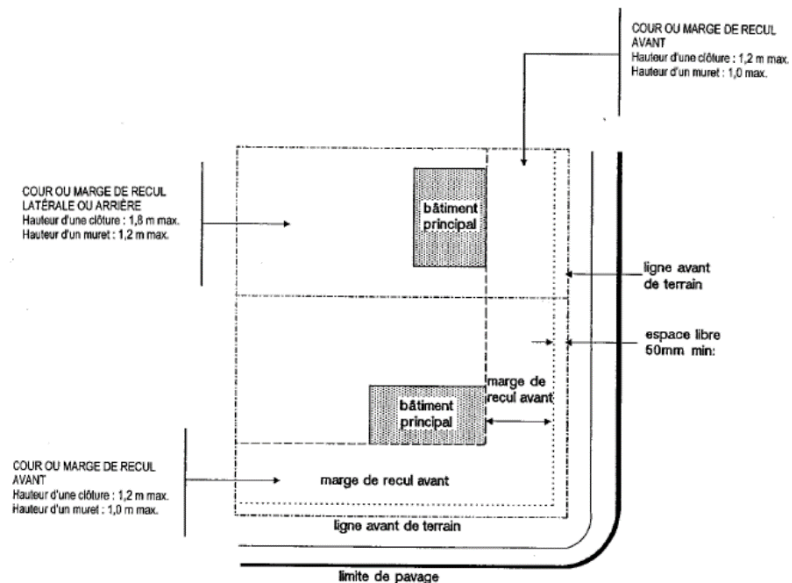 COUR OU MARGE DE RECUL
AVANT
Hauteur d'une clôture : 1,2 m max.
Hauteur d'un muret : 1,0 max.
COUR OU MARGE DE RECUL
LATÉRALE OU ARRIÈRE
Hauteur d'une clôture : 1,8 m max.
Hauteur d'un muret : 1,2 m max.
bâtiment
principal
ligne avant
de terrain
espace libre
50mm min:
marge de
recul avant
bâtiment
principal
COUR OU MARGE DE RECUL
AVANT
Hauteur d'une clôture : 1,2 m max.
Hauteur d'un muret : 1,0 m max.
marge de recul avant
ligne avant de terrain
limite de pavage